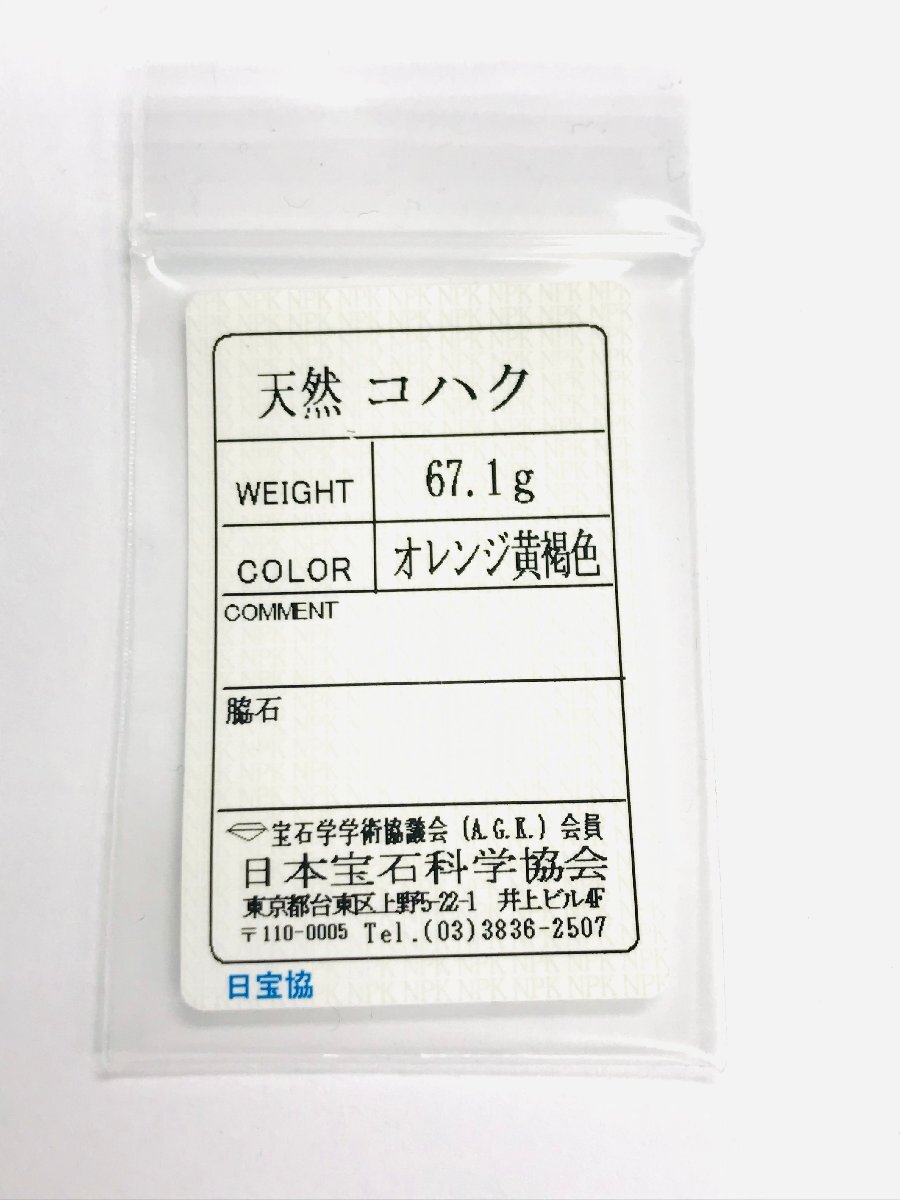 天然 コハク
WEIGHT 67.1g
COLOR オレンジ黄褐色
COMMENT
脇石
宝石学学術協議会 (A.G.K.) 会員
日本宝石科学協会
東京都台東区上野5-22-1 井上ビル4F
〒110-0005 Tel.(03)3836-2507
日宝協